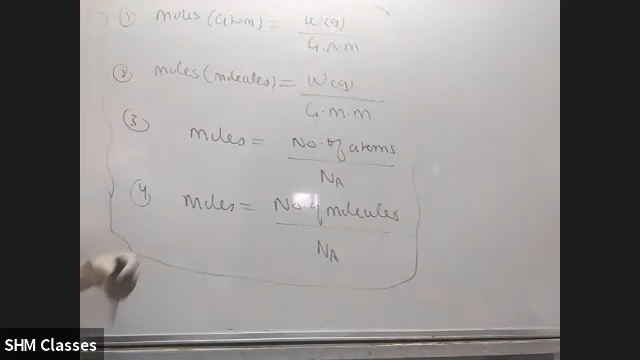 ① moles (atom) = W(g)
G.A.M
② moles (molecules) = W(g)
G.M.M
③ moles = No. of atoms
NA
④ moles = No. of molecules
NA
SHM Classes